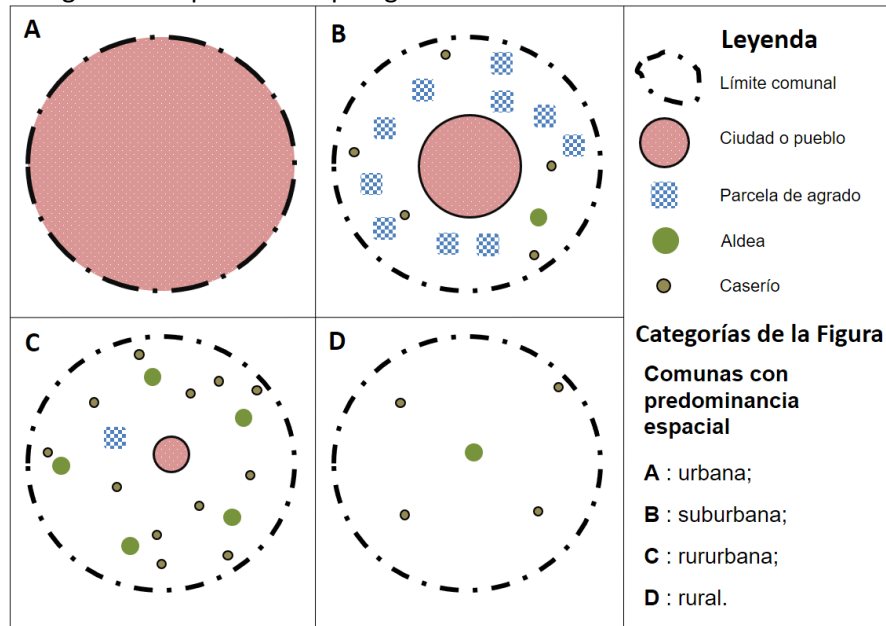 A
B
C
D
Leyenda
Límite comunal
Ciudad o pueblo
Parcela de agrado
Aldea
Caserío
Categorías de la Figura
Comunas con
predominancia
espacial
A : urbana;
B : suburbana;
C : rururbana;
D : rural.